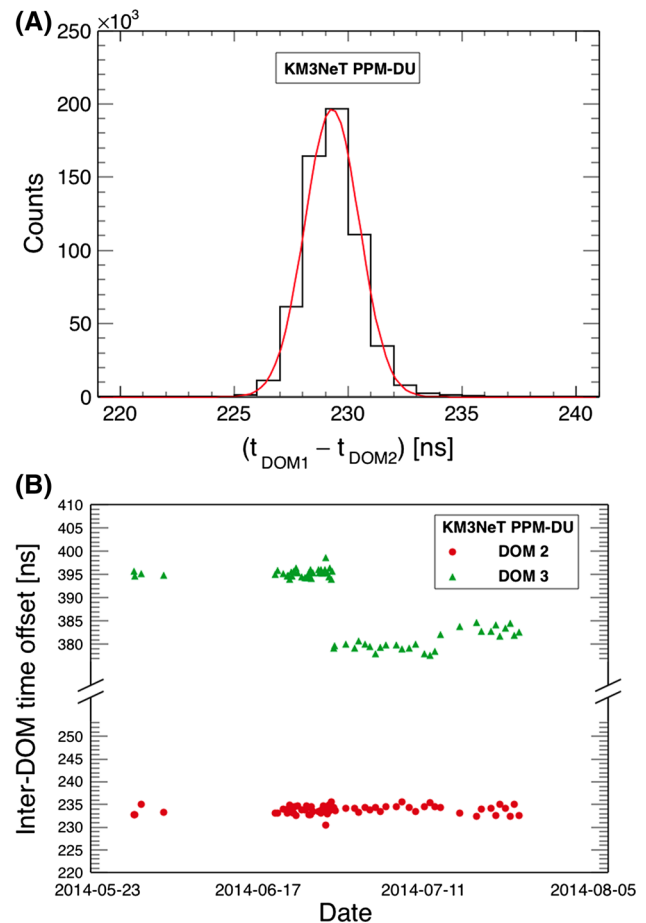 (A)
×10³
250
200
150
100
50
0
Counts
KM3NeT PPM-DU
220 225 230 235 240
(t DOM1 − t DOM2) [ns]
(B)
410
405
400
395
390
385
380
250
245
240
235
230
225
220
Inter-DOM time offset [ns]
KM3NeT PPM-DU
DOM 2
DOM 3
2014-05-23 2014-06-17 2014-07-11 2014-08-05
Date